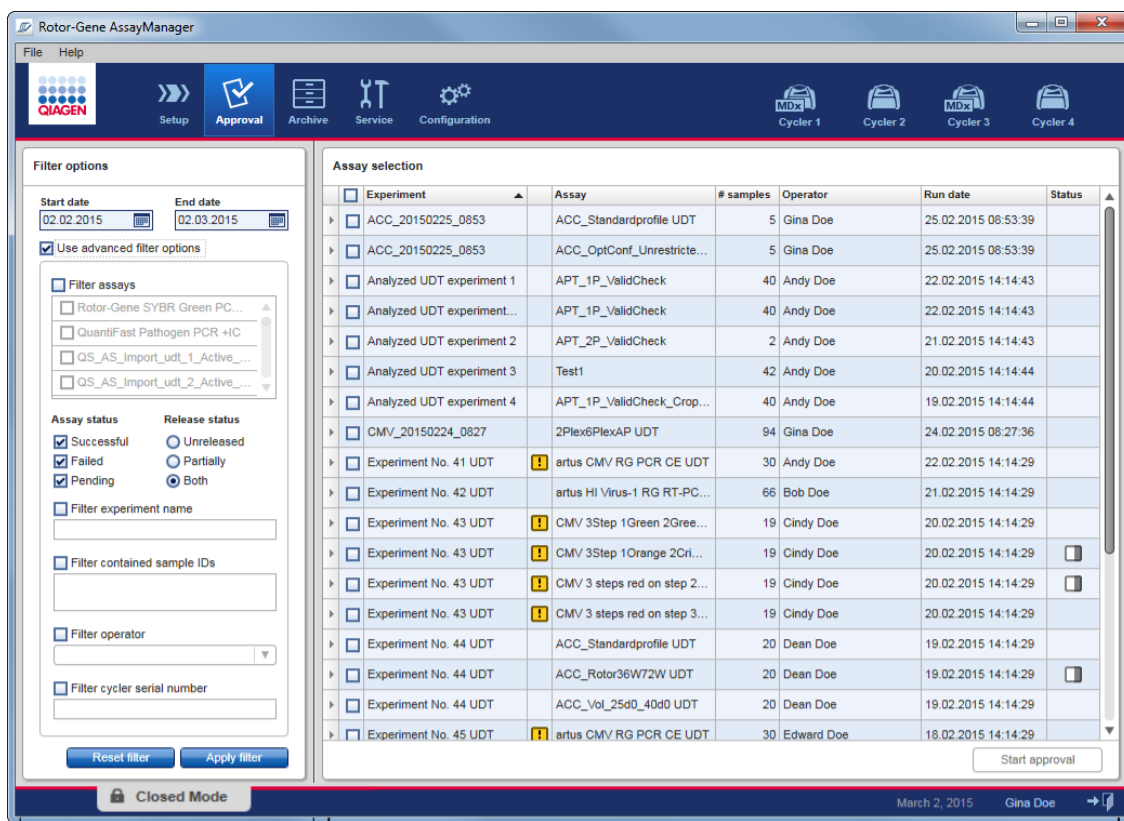 Rotor-Gene AssayManager
File Help
QIAGEN
Setup Approval Archive Service Configuration MDx Cycler 1 Cycler 2 MDx Cycler 3 Cycler 4
Filter options
Start date End date
02.02.2015 02.03.2015
Use advanced filter options
Filter assays
Rotor-Gene SYBR Green PC...
QuantiFast Pathogen PCR +IC
QS_AS_Import_udt_1_Active_...
QS_AS_Import_udt_2_Active_...
Assay status Release status
Successful Unreleased
Failed Partially
Pending Both
Filter experiment name
Filter contained sample IDs
Filter operator
Filter cycler serial number
Reset filter Apply filter
Assay selection
Experiment Assay # samples Operator Run date Status
ACC_20150225_0853 ACC_Standardprofile UDT 5 Gina Doe 25.02.2015 08:53:39
ACC_20150225_0853 ACC_OptConf_Unrestricte... 5 Gina Doe 25.02.2015 08:53:39
Analyzed UDT experiment 1 APT_1P_ValidCheck 40 Andy Doe 22.02.2015 14:14:43
Analyzed UDT experiment... APT_1P_ValidCheck 40 Andy Doe 22.02.2015 14:14:43
Analyzed UDT experiment 2 APT_2P_ValidCheck 2 Andy Doe 21.02.2015 14:14:43
Analyzed UDT experiment 3 Test1 42 Andy Doe 20.02.2015 14:14:44
Analyzed UDT experiment 4 APT_1P_ValidCheck_Crop... 40 Andy Doe 19.02.2015 14:14:44
CMV_20150224_0827 2Plex6PlexAP UDT 94 Gina Doe 24.02.2015 08:27:36
Experiment No. 41 UDT ! artus CMV RG PCR CE UDT 30 Andy Doe 22.02.2015 14:14:29
Experiment No. 42 UDT artus HI Virus-1 RG RT-PC... 66 Bob Doe 21.02.2015 14:14:29
Experiment No. 43 UDT ! CMV 3Step 1Green 2Gree... 19 Cindy Doe 20.02.2015 14:14:29
Experiment No. 43 UDT ! CMV 3Step 1Orange 2Cri... 19 Cindy Doe 20.02.2015 14:14:29
Experiment No. 43 UDT ! CMV 3 steps red on step 2... 19 Cindy Doe 20.02.2015 14:14:29
Experiment No. 43 UDT ! CMV 3 steps red on step 3... 19 Cindy Doe 20.02.2015 14:14:29
Experiment No. 44 UDT ACC_Standardprofile UDT 20 Dean Doe 19.02.2015 14:14:29
Experiment No. 44 UDT ACC_Rotor36W72W UDT 20 Dean Doe 19.02.2015 14:14:29
Experiment No. 44 UDT ACC_Vol_25d0_40d0 UDT 20 Dean Doe 19.02.2015 14:14:29
Experiment No. 45 UDT ! artus CMV RG PCR CE UDT 30 Edward Doe 18.02.2015 14:14:29
Start approval
Closed Mode March 2, 2015 Gina Doe